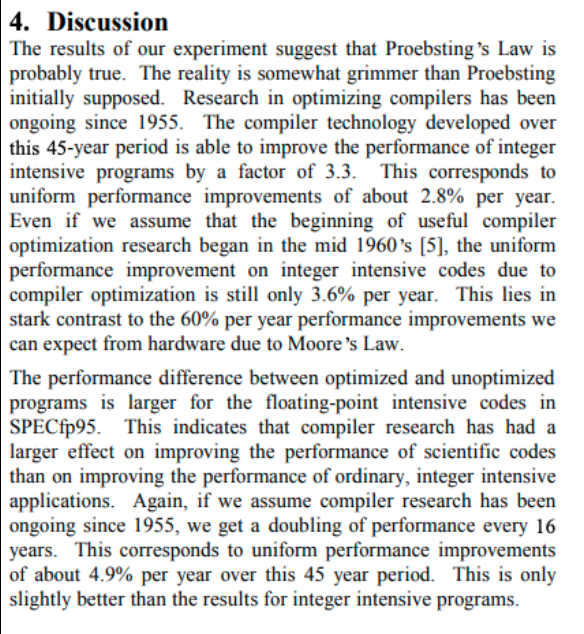 4. Discussion
The results of our experiment suggest that Proebsting's Law is
probably true. The reality is somewhat grimmer than Proebsting
initially supposed. Research in optimizing compilers has been
ongoing since 1955. The compiler technology developed over
this 45-year period is able to improve the performance of integer
intensive programs by a factor of 3.3. This corresponds to
uniform performance improvements of about 2.8% per year.
Even if we assume that the beginning of useful compiler
optimization research began in the mid 1960's [5], the uniform
performance improvement on integer intensive codes due to
compiler optimization is still only 3.6% per year. This lies in
stark contrast to the 60% per year performance improvements we
can expect from hardware due to Moore's Law.
The performance difference between optimized and unoptimized
programs is larger for the floating-point intensive codes in
SPECfp95. This indicates that compiler research has had a
larger effect on improving the performance of scientific codes
than on improving the performance of ordinary, integer intensive
applications. Again, if we assume compiler research has been
ongoing since 1955, we get a doubling of performance every 16
years. This corresponds to uniform performance improvements
of about 4.9% per year over this 45 year period. This is only
slightly better than the results for integer intensive programs.